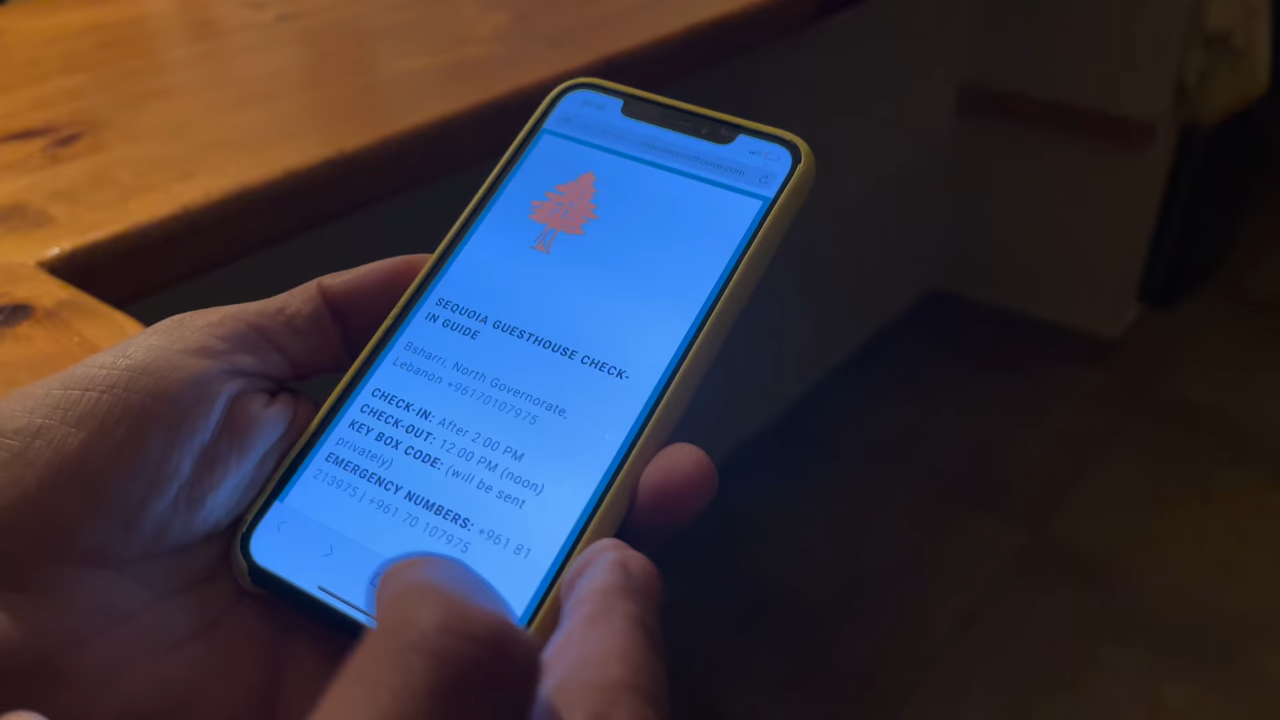 SEQUOIA GUESTHOUSE CHECK-
IN GUIDE
Bsharri, North Governorate,
Lebanon +96170107975
CHECK-IN: After 2:00 PM
CHECK-OUT: 12:00 PM (noon)
KEY BOX CODE: (will be sent
privately)
EMERGENCY NUMBERS: +961 81
213975 | +961 70 107975